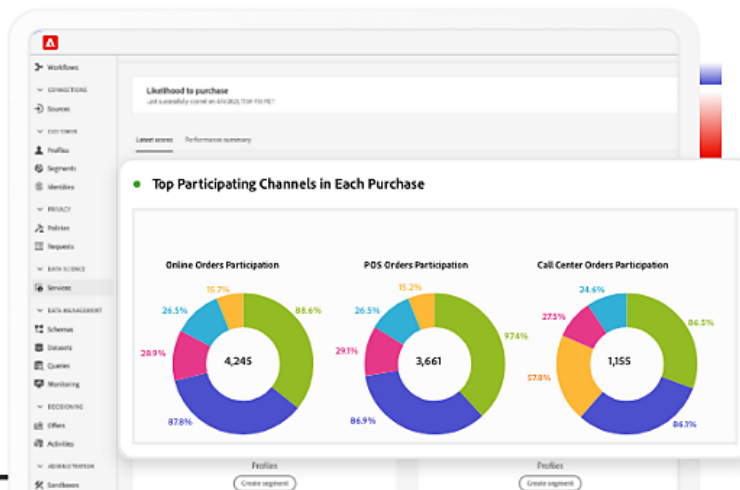 Workflows
CONNECTIONS
Sources
CUSTOMER
Profiles
Segments
Identities
PRIVACY
Policies
Requests
DATA SCIENCE
Services
DATA MANAGEMENT
Schemas
Datasets
Queries
Monitoring
DECISIONING
Offers
Activities
ADMINISTRATION
Sandboxes
Likelihood to purchase
Last successfully scored on
Latest scores Performance summary
Top Participating Channels in Each Purchase
Online Orders Participation
15.7%
26.5%
88.6%
28.9%
4,245
87.8%
POS Orders Participation
15.2%
26.5%
97.4%
29.1%
3,661
86.9%
Call Center Orders Participation
24.6%
27.5%
86.5%
57.8%
1,155
86.1%
Profiles
Create segment
Profiles
Create segment